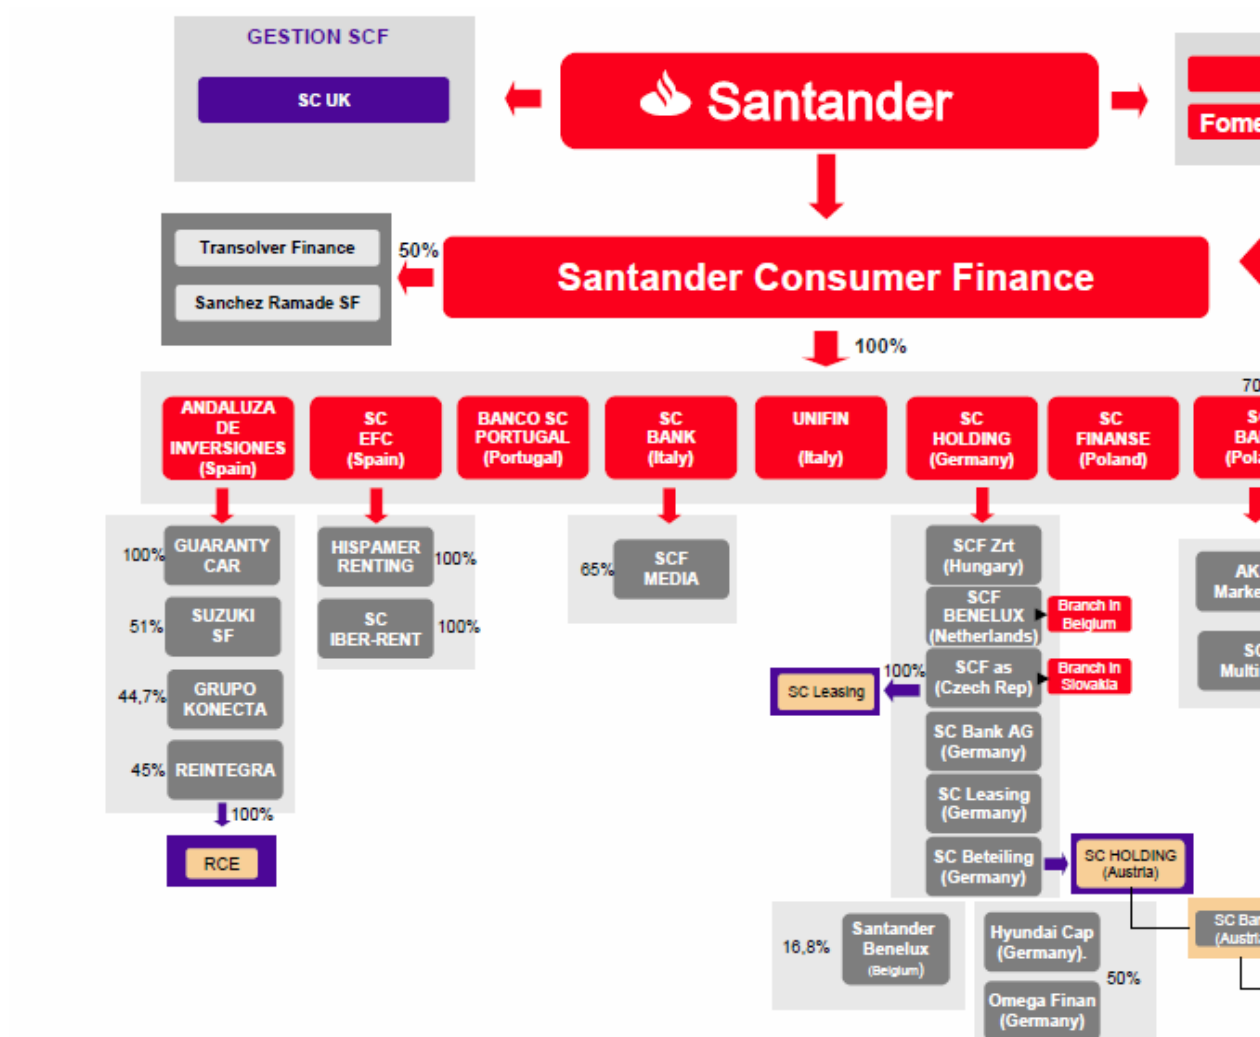 GESTION SCF
SC UK
Santander
Transolver Finance
Sanchez Ramade SF
50%
Santander Consumer Finance
100%
ANDALUZA
DE
INVERSIONES
(Spain)
SC
EFC
(Spain)
BANCO SC
PORTUGAL
(Portugal)
SC
BANK
(Italy)
UNIFIN
(Italy)
SC
HOLDING
(Germany)
SC
FINANSE
(Poland)
100%
GUARANTY
CAR
51%
SUZUKI
SF
44,7%
GRUPO
KONECTA
45%
REINTEGRA
100%
RCE
HISPAMER
RENTING
100%
SC
IBER-RENT
100%
65%
SCF
MEDIA
SCF Zrt
(Hungary)
SCF
BENELUX
(Netherlands)
Branch in
Belgium
SCF as
(Czech Rep)
Branch in
Slovakia
100%
SC Leasing
SC Bank AG
(Germany)
SC Leasing
(Germany)
SC Beteiling
(Germany)
SC HOLDING
(Austria)
16,8%
Santander
Benelux
(Belgium)
Hyundai Cap
(Germany).
50%
Omega Finan
(Germany)
SC